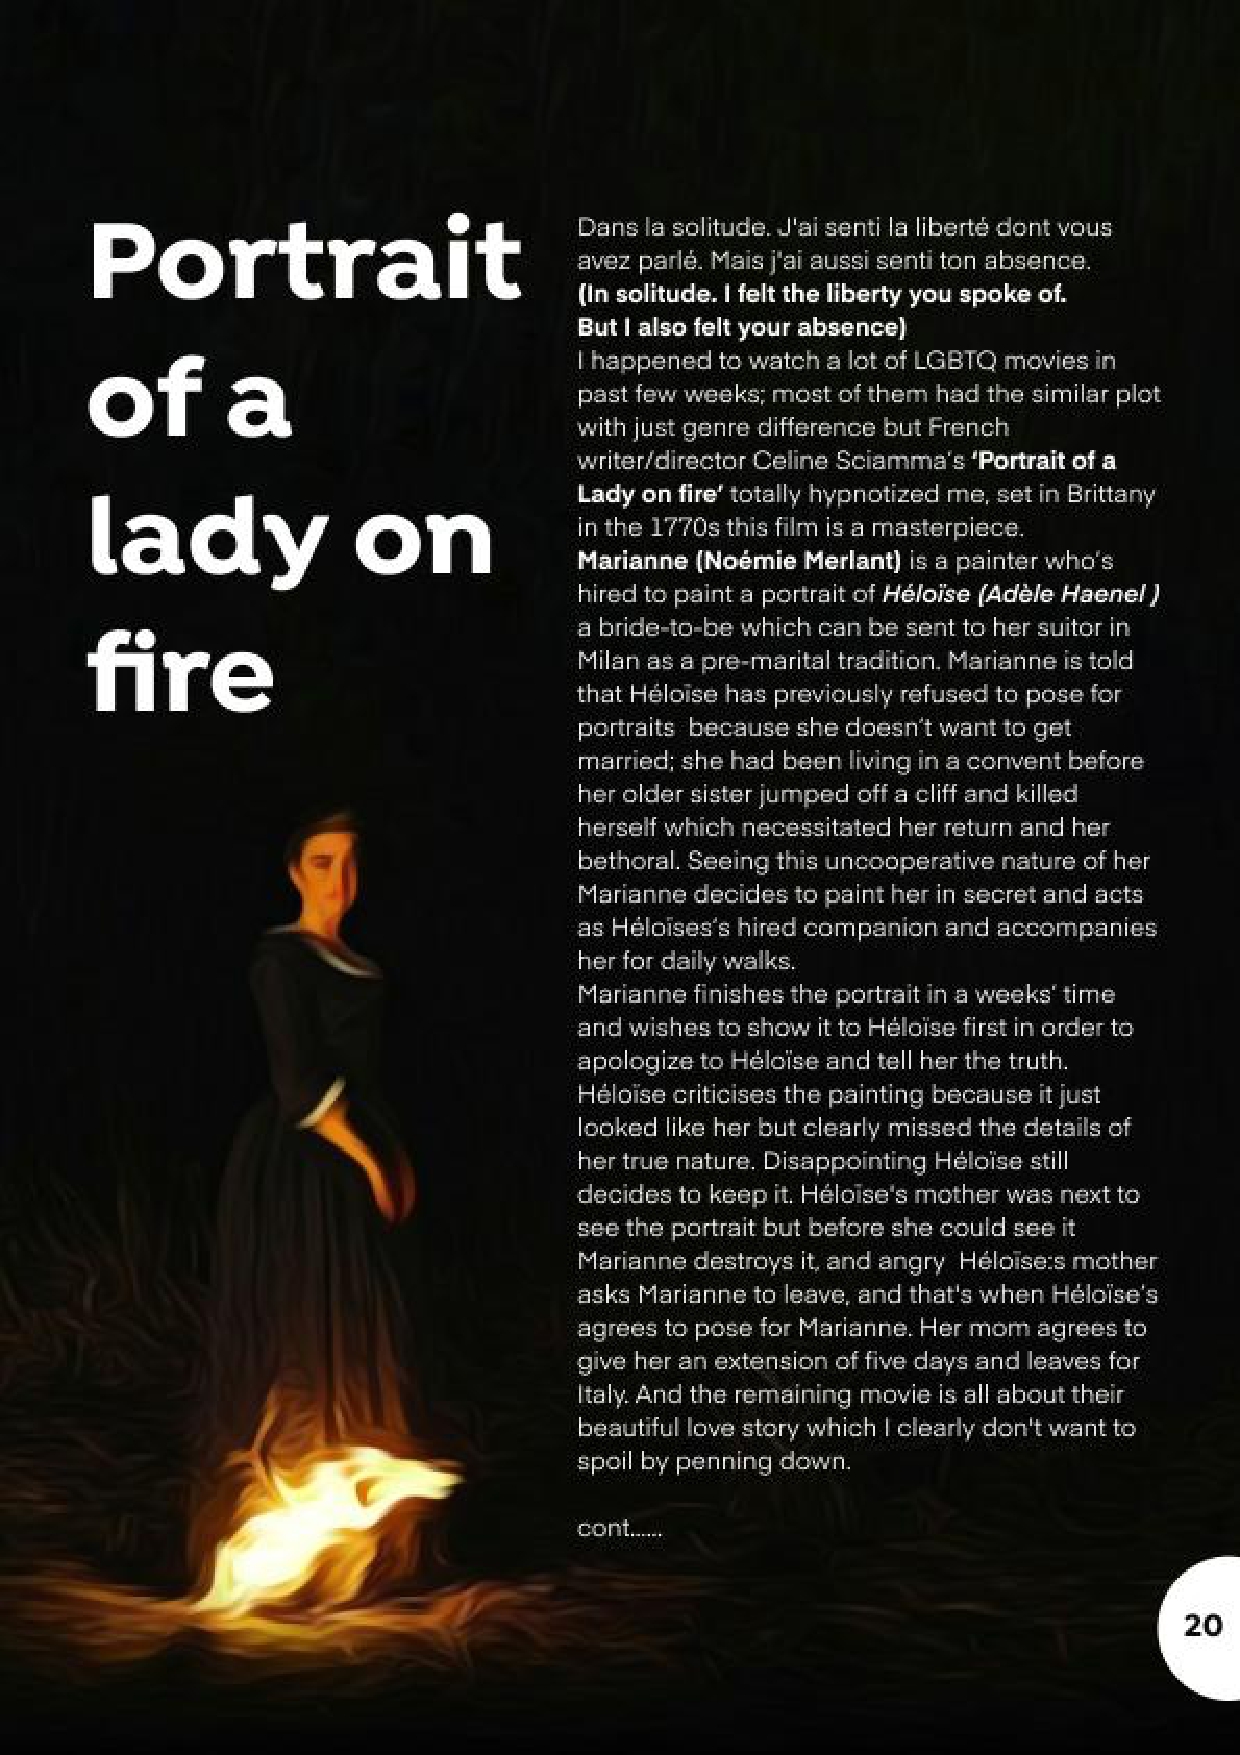 Portrait
of a
lady on
fire
Dans la solitude. J'ai senti la liberté dont vous
avez parlé. Mais j'ai aussi senti ton absence.
(In solitude. I felt the liberty you spoke of.
But I also felt your absence)
I happened to watch a lot of LGBTQ movies in
past few weeks; most of them had the similar plot
with just genre difference but French
writer/director Celine Sciamma's ‘Portrait of a
Lady on fire’ totally hypnotized me, set in Brittany
in the 1770s this film is a masterpiece.
Marianne (Noémie Merlant) is a painter who's
hired to paint a portrait of Héloïse (Adèle Haenel )
a bride-to-be which can be sent to her suitor in
Milan as a pre-marital tradition. Marianne is told
that Héloïse has previously refused to pose for
portraits  because she doesn't want to get
married; she had been living in a convent before
her older sister jumped off a cliff and killed
herself which necessitated her return and her
bethoral. Seeing this uncooperative nature of her
Marianne decides to paint her in secret and acts
as Héloïses's hired companion and accompanies
her for daily walks.
Marianne finishes the portrait in a weeks’ time
and wishes to show it to Héloïse first in order to
apologize to Héloïse and tell her the truth.
Héloïse criticises the painting because it just
looked like her but clearly missed the details of
her true nature. Disappointing Héloïse still
decides to keep it. Héloïse's mother was next to
see the portrait but before she could see it
Marianne destroys it, and angry  Héloïse:s mother
asks Marianne to leave, and that's when Héloïse's
agrees to pose for Marianne. Her mom agrees to
give her an extension of five days and leaves for
Italy. And the remaining movie is all about their
beautiful love story which I clearly don't want to
spoil by penning down.
cont......
20